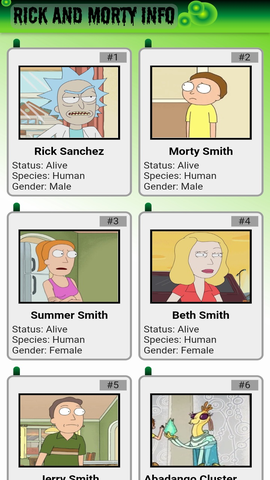 RICK AND MORTY INFO
#1
Rick Sanchez
Status: Alive
Species: Human
Gender: Male
#2
Morty Smith
Status: Alive
Species: Human
Gender: Male
#3
Summer Smith
Status: Alive
Species: Human
Gender: Female
#4
Beth Smith
Status: Alive
Species: Human
Gender: Female
#5
Jerry Smith
#6
Abadango Cluster